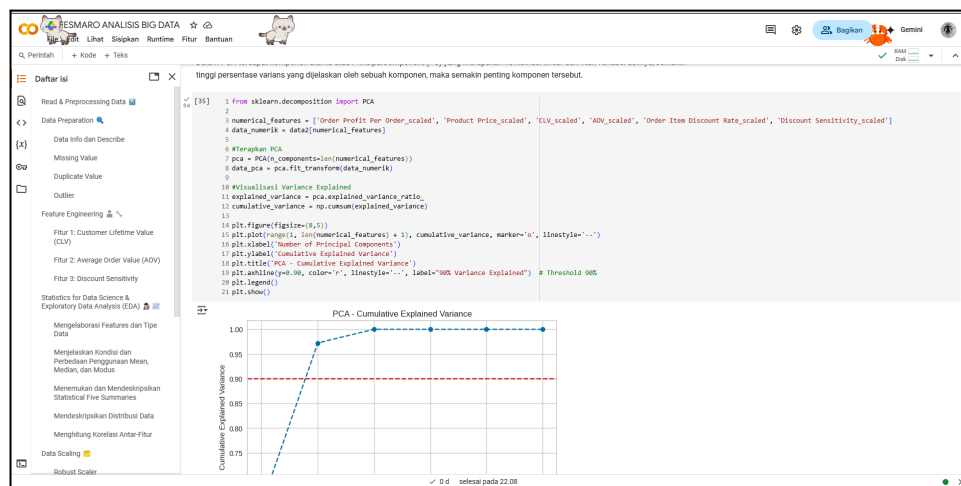 FESMARO ANALISIS BIG DATA
File Edit Lihat Sisipkan Runtime Fitur Bantuan
Bagikan
Gemini
Perintah + Kode + Teks
RAM
Disk
Daftar isi
Read & Preprocessing Data
Data Preparation
Data Info dan Describe
Missing Value
Duplicate Value
Outlier
Feature Engineering
Fitur 1: Customer Lifetime Value
(CLV)
Fitur 2: Average Order Value (AOV)
Fitur 3: Discount Sensitivity
Statistics for Data Science &
Exploratory Data Analysis (EDA)
Mengelaborasi Features dan Tipe
Data
Menjelaskan Kondisi dan
Perbedaan Penggunaan Mean,
Median, dan Modus
Menemukan dan Mendeskripsikan
Statistical Five Summaries
Mendeskripsikan Distribusi Data
Menghitung Korelasi Antar-Fitur
Data Scaling
Robust Scaler
tinggi persentase varians yang dijelaskan oleh sebuah komponen, maka semakin penting komponen tersebut.
[35]
0 d
1 from sklearn.decomposition import PCA
2
3 numerical_features = ['Order Profit Per Order_scaled', 'Product Price_scaled', 'CLV_scaled', 'AOV_scaled', 'Order Item Discount Rate_scaled', 'Discount Sensitivity_scaled']
4 data_numerik = data2[numerical_features]
5
6 #Terapkan PCA
7 pca = PCA(n_components=len(numerical_features))
8 data_pca = pca.fit_transform(data_numerik)
9
10 #Visualisasi Variance Explained
11 explained_variance = pca.explained_variance_ratio_
12 cumulative_variance = np.cumsum(explained_variance)
13
14 plt.figure(figsize=(8,5))
15 plt.plot(range(1, len(numerical_features) + 1), cumulative_variance, marker='o', linestyle='--')
16 plt.xlabel('Number of Principal Components')
17 plt.ylabel('Cumulative Explained Variance')
18 plt.title('PCA - Cumulative Explained Variance')
19 plt.axhline(y=0.90, color='r', linestyle='--', label="90% Variance Explained") # Threshold 90%
20 plt.legend()
21 plt.show()
PCA - Cumulative Explained Variance
1.00
0.95
0.90
0.85
0.80
0.75
Cumulative Explained Variance
0 d selesai pada 22.08